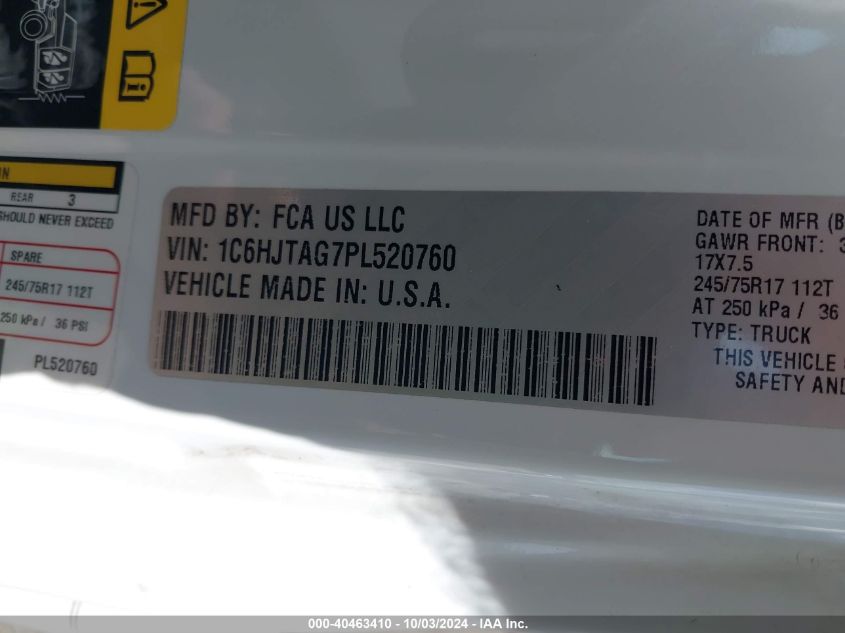 ON
REAR 3
SHOULD NEVER EXCEED
SPARE
245/75R17 112T
250 kPa / 36 PSI
PL520760
MFD BY: FCA US LLC
VIN: 1C6HJTAG7PL520760
VEHICLE MADE IN: U.S.A.
DATE OF MFR (B
GAWR FRONT: 3
17X7.5
245/75R17 112T
AT 250 kPa / 36
TYPE: TRUCK
THIS VEHICLE
SAFETY AND
000-40463410 - 10/03/2024 - IAA Inc.